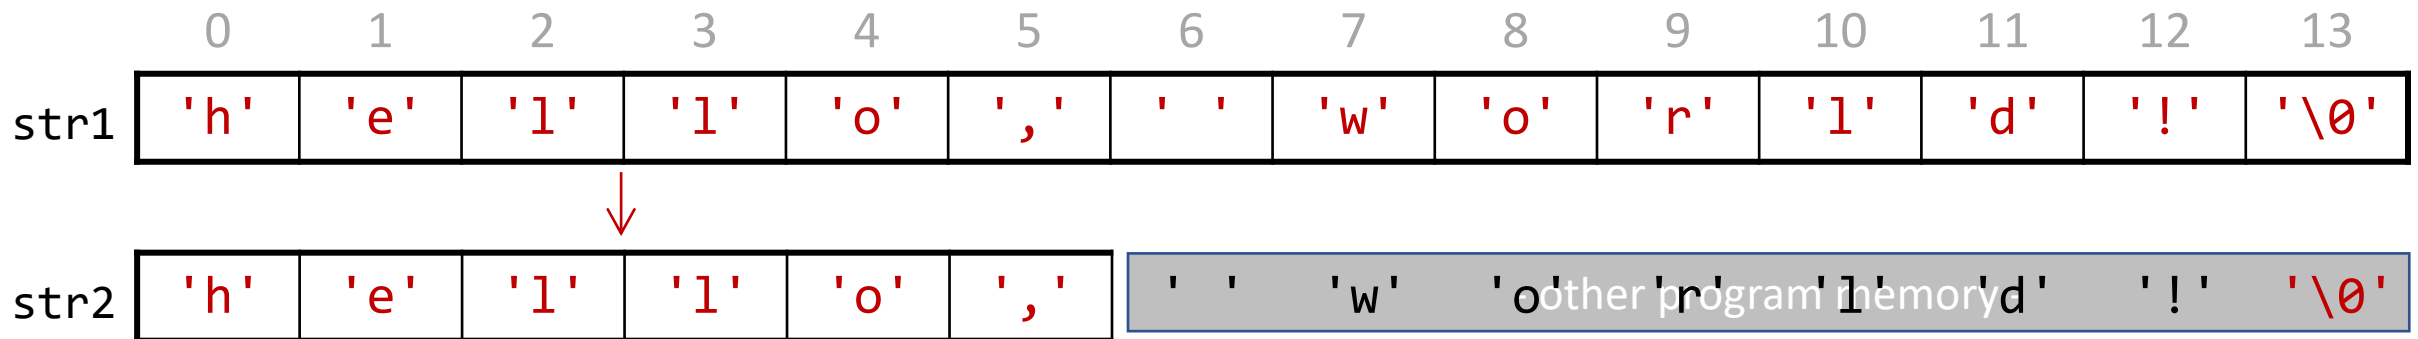 0 1 2 3 4 5 6 7 8 9 10 11 12 13
str1 'h' 'e' 'l' 'l' 'o' ',' ' ' 'w' 'o' 'r' 'l' 'd' '!' '\0'
str2 'h' 'e' 'l' 'l' 'o' ',' ' ' 'w' 'o' 'r' 'l' 'd' '!' '\0'
- other program memory -